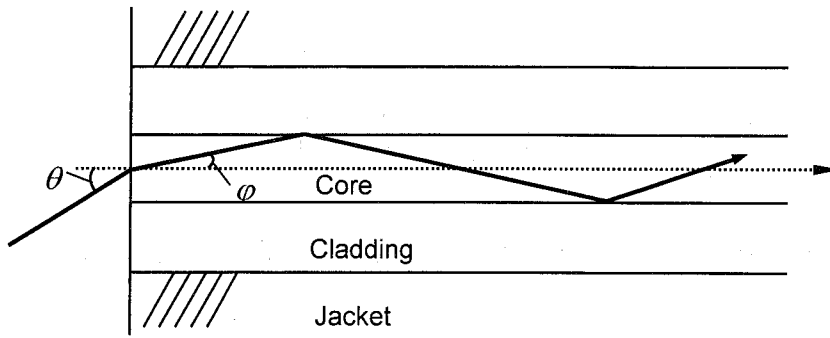 θ
φ
Core
Cladding
Jacket